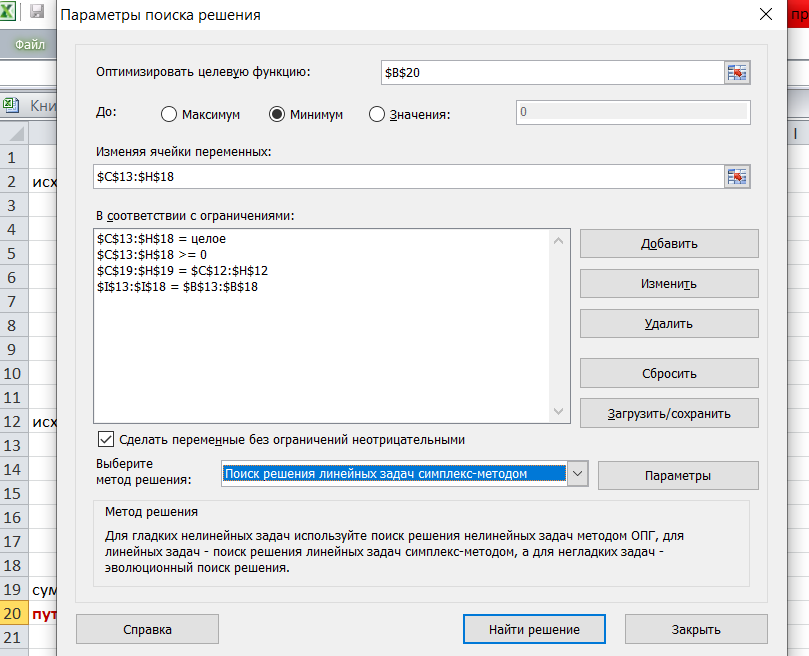 Параметры поиска решения
Файл
Оптимизировать целевую функцию:
$B$20
До:
Максимум
Минимум
Значения:
0
Изменяя ячейки переменных:
$C$13:$H$18
В соответствии с ограничениями:
$C$13:$H$18 = целое
$C$13:$H$18 >= 0
$C$19:$H$19 = $C$12:$H$12
$I$13:$I$18 = $B$13:$B$18
Добавить
Изменить
Удалить
Сбросить
Загрузить/сохранить
Сделать переменные без ограничений неотрицательными
Выберите
метод решения:
Поиск решения линейных задач симплекс-методом
Параметры
Метод решения
Для гладких нелинейных задач используйте поиск решения нелинейных задач методом ОПГ, для
линейных задач - поиск решения линейных задач симплекс-методом, а для негладких задач -
эволюционный поиск решения.
Справка
Найти решение
Закрыть
Кни
I
1
2 исх
3
4
5
6
7
8
9
10
11
12 исх
13
14
15
16
17
18
19 сум
20 пут
21
пр